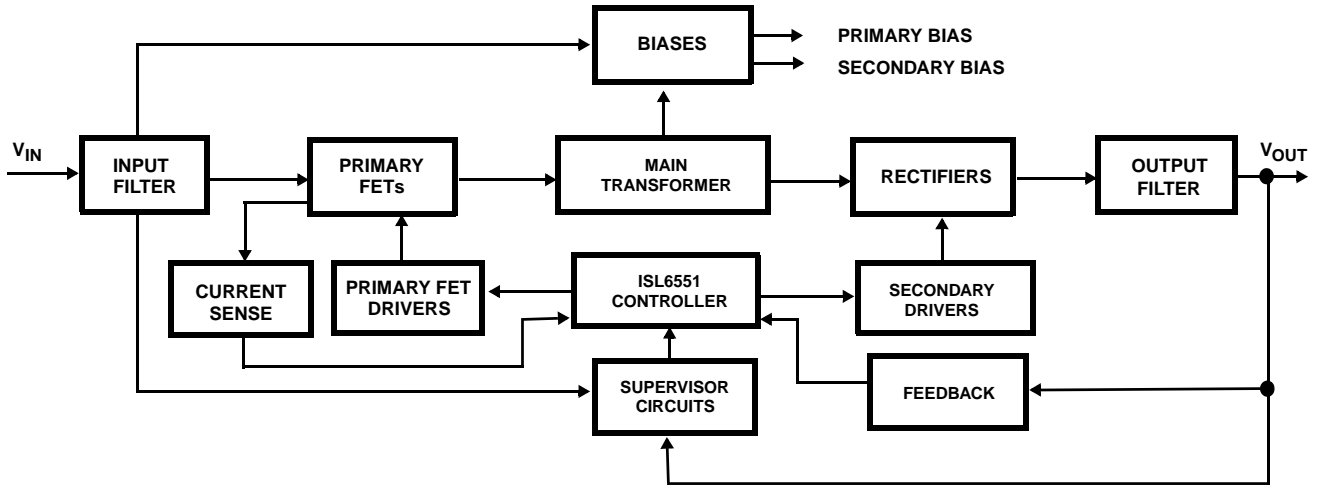 BIASES
PRIMARY BIAS
SECONDARY BIAS
VIN
INPUT
FILTER
PRIMARY
FETs
MAIN
TRANSFORMER
RECTIFIERS
OUTPUT
FILTER
VOUT
CURRENT
SENSE
PRIMARY FET
DRIVERS
ISL6551
CONTROLLER
SECONDARY
DRIVERS
SUPERVISOR
CIRCUITS
FEEDBACK